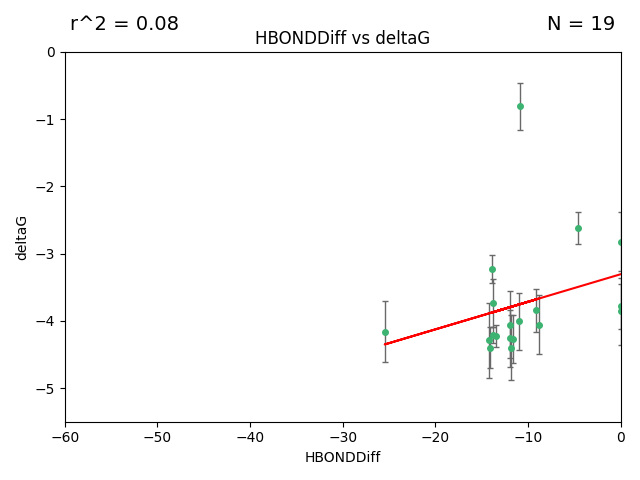 r^2 = 0.08
N = 19
HBONDDiff vs deltaG
0
−1
−2
−3
−4
−5
deltaG
−60
−50
−40
−30
−20
−10
0
HBONDDiff